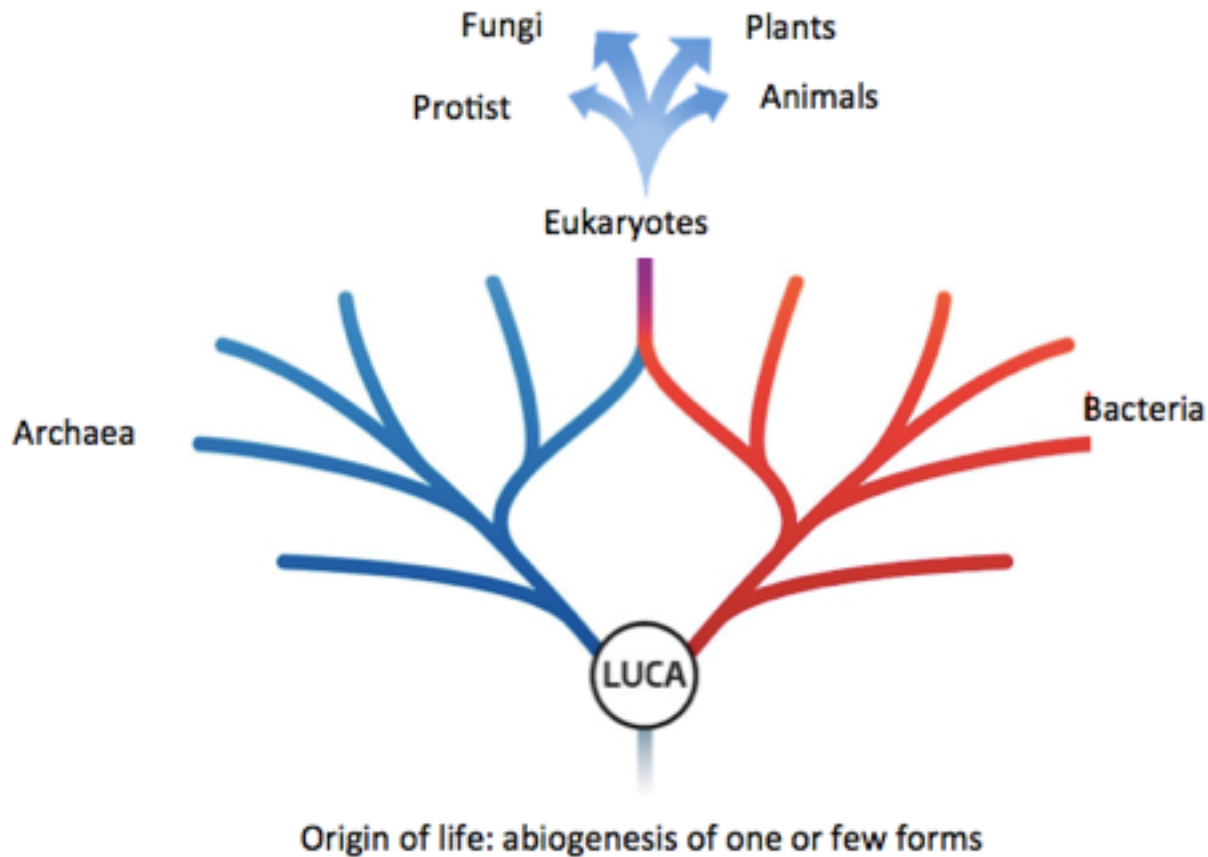 Fungi
Plants
Protist
Animals
Eukaryotes
Archaea
Bacteria
LUCA
Origin of life: abiogenesis of one or few forms